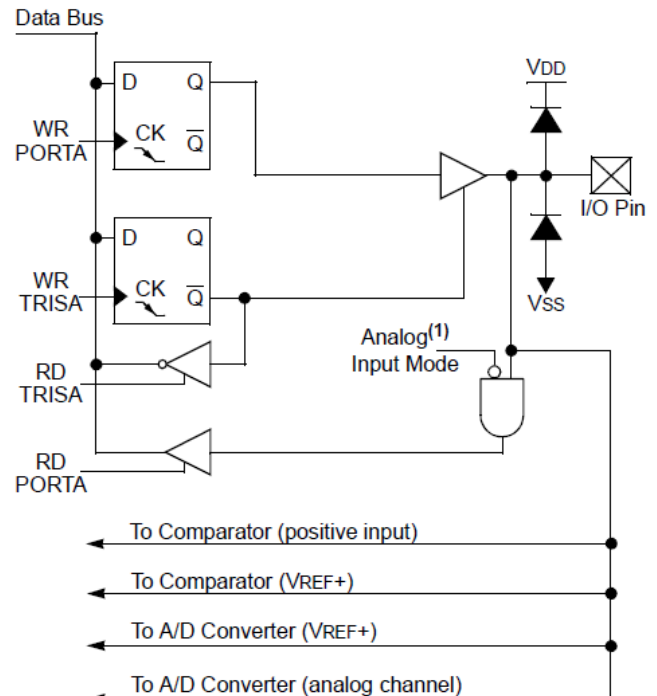 Data Bus
D Q
WR
PORTA
CK Q
VDD
I/O Pin
D Q
WR
TRISA
CK Q
VSS
Analog(1)
Input Mode
RD
TRISA
RD
PORTA
To Comparator (positive input)
To Comparator (VREF+)
To A/D Converter (VREF+)
To A/D Converter (analog channel)